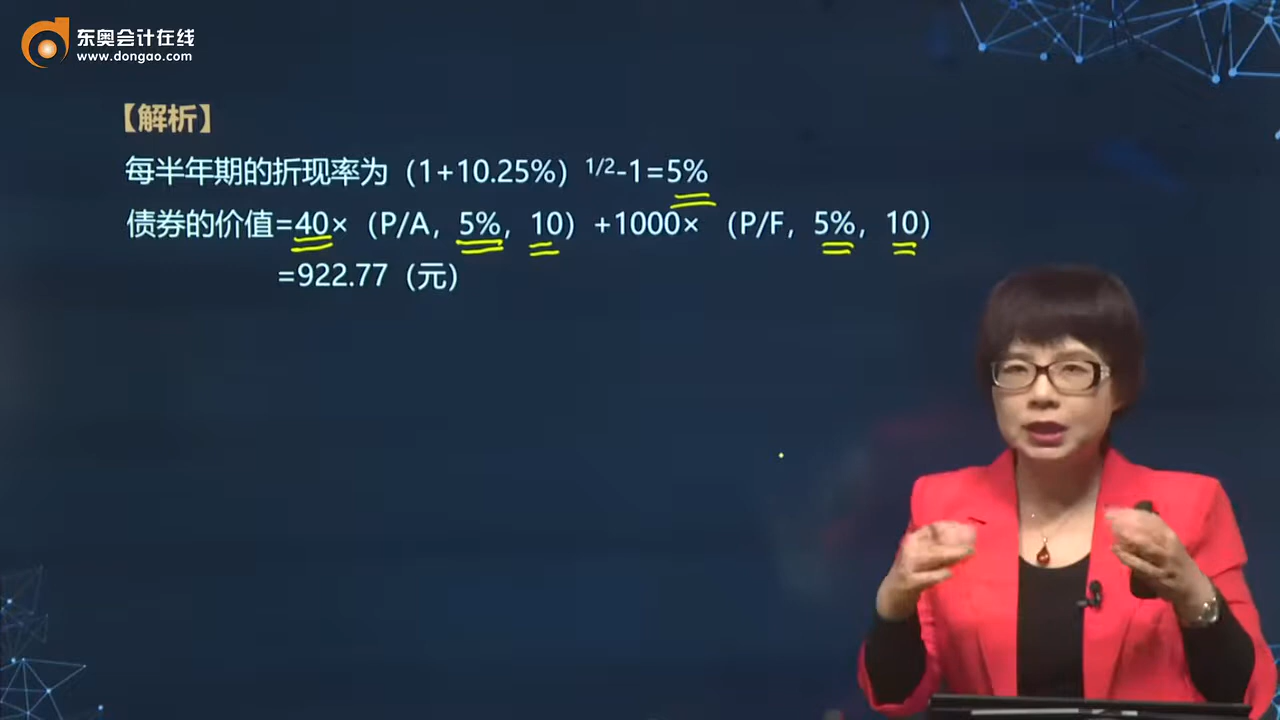 东奥会计在线
www.dongao.com
【解析】
每半年期的折现率为（1+10.25%）1/2-1=5%
债券的价值=40×（P/A，5%，10）+1000×（P/F，5%，10）
=922.77（元）